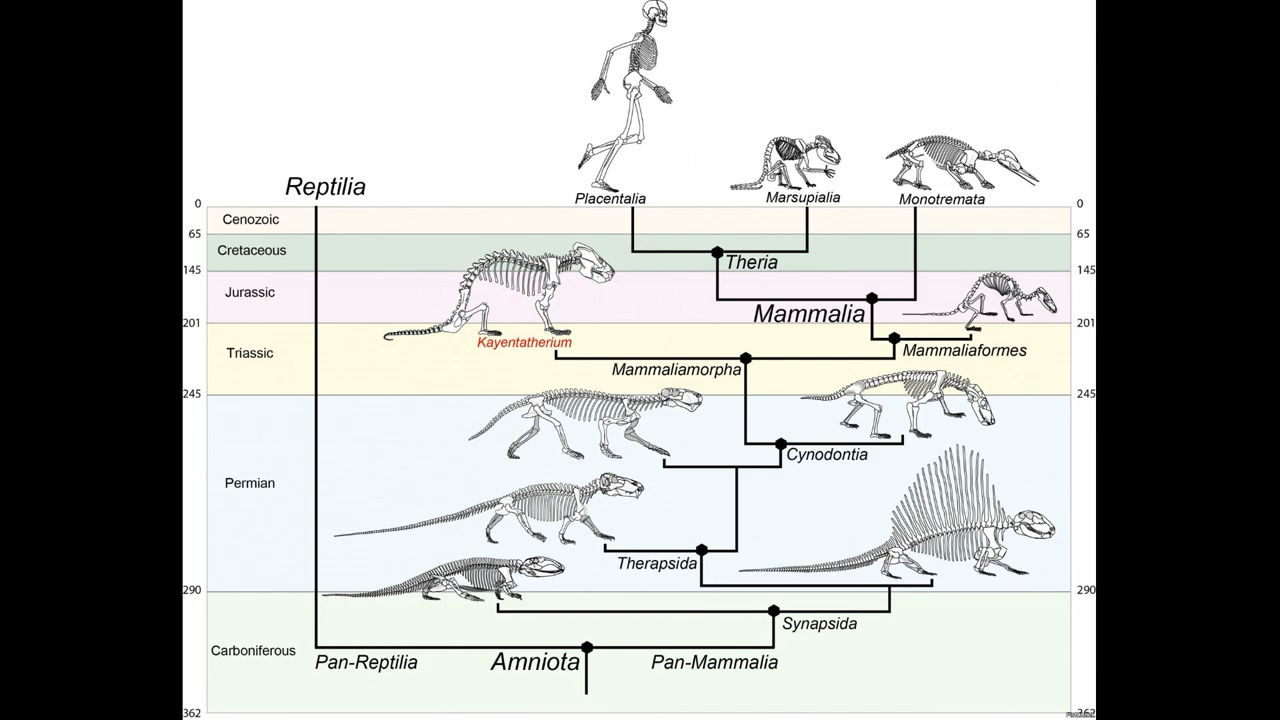 Reptilia
Placentalia
Marsupialia
Monotremata
0
0
Cenozoic
65
65
Cretaceous
Theria
145
145
Jurassic
Mammalia
201
201
Kayentatherium
Triassic
Mammaliaformes
Mammaliamorpha
245
245
Cynodontia
Permian
Therapsida
290
290
Synapsida
Carboniferous
Pan-Reptilia
Amniota
Pan-Mammalia
362
362